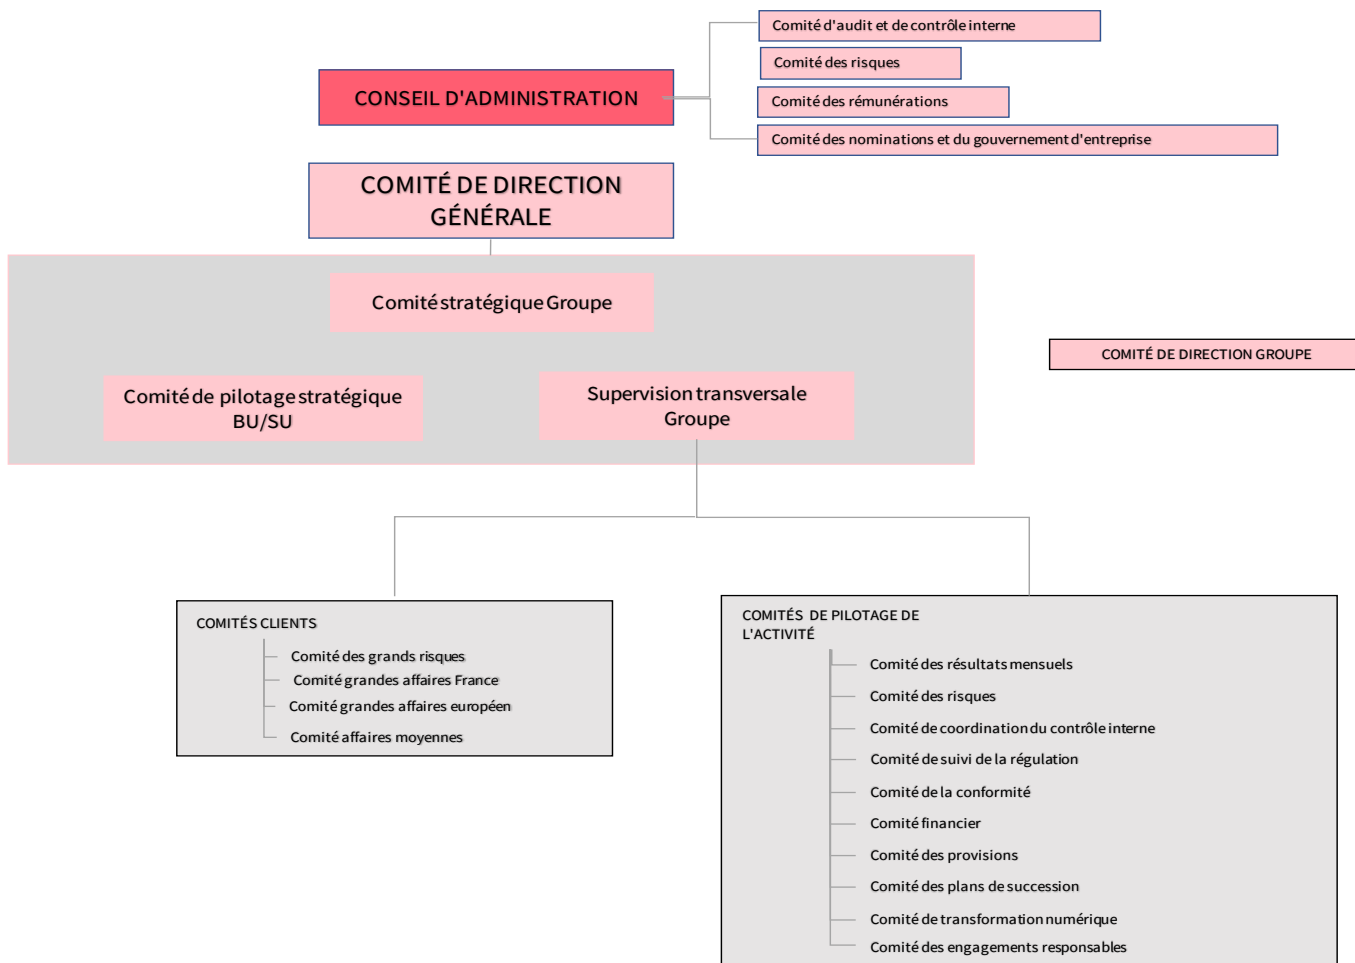 Comité d'audit et de contrôle interne
Comité des risques
CONSEIL D'ADMINISTRATION
Comité des rémunérations
Comité des nominations et du gouvernement d'entreprise
COMITÉ DE DIRECTION
GÉNÉRALE
Comité stratégique Groupe
COMITÉ DE DIRECTION GROUPE
Comité de pilotage stratégique
BU/SU
Supervision transversale
Groupe
COMITÉS CLIENTS
Comité des grands risques
Comité grandes affaires France
Comité grandes affaires européen
Comité affaires moyennes
COMITÉS DE PILOTAGE DE
L'ACTIVITÉ
Comité des résultats mensuels
Comité des risques
Comité de coordination du contrôle interne
Comité de suivi de la régulation
Comité de la conformité
Comité financier
Comité des provisions
Comité des plans de succession
Comité de transformation numérique
Comité des engagements responsables